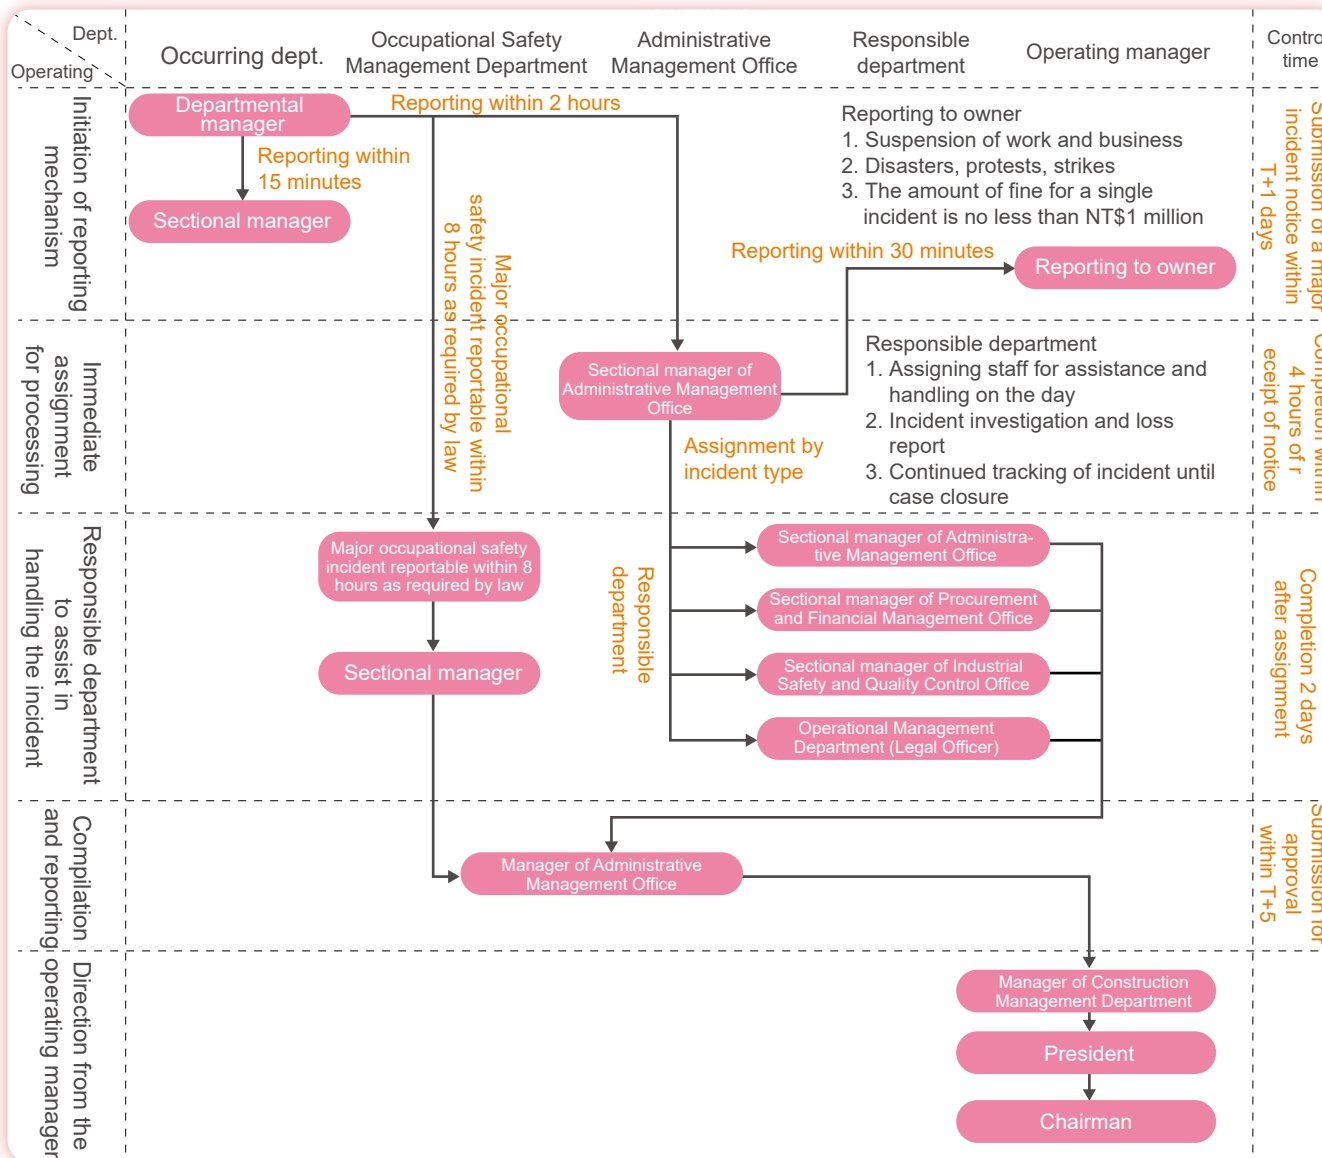 Dept.
Operating
Occurring dept.
Occupational Safety
Management Department
Administrative
Management Office
Responsible
department
Operating manager
Contro
time
Initiation of reporting
mechanism
Departmental
manager
Reporting within 2 hours
Reporting within
15 minutes
Sectional manager
Major occupational
safety incident reportable within
8 hours as required by law
Reporting to owner
1. Suspension of work and business
2. Disasters, protests, strikes
3. The amount of fine for a single
incident is no less than NT$1 million
Reporting within 30 minutes
Reporting to owner
Submission of a major
incident notice within
T+1 days
Immediate
assignment
for processing
Sectional manager of
Administrative Management
Office
Assignment by
incident type
Responsible department
1. Assigning staff for assistance and
handling on the day
2. Incident investigation and loss
report
3. Continued tracking of incident until
case closure
Completion within
4 hours of r
eceipt of notice
Responsible department
to assist in
handling the incident
Major occupational safety
incident reportable within 8
hours as required by law
Sectional manager
Responsible
department
Sectional manager of Administra-
tive Management Office
Sectional manager of Procurement
and Financial Management Office
Sectional manager of Industrial
Safety and Quality Control Office
Operational Management
Department (Legal Officer)
Completion 2 days
after assignment
Compilation
and reporting
Manager of Administrative
Management Office
Submission for
approval
within T+5
Direction from the
operating manager
Manager of Construction
Management Department
President
Chairman